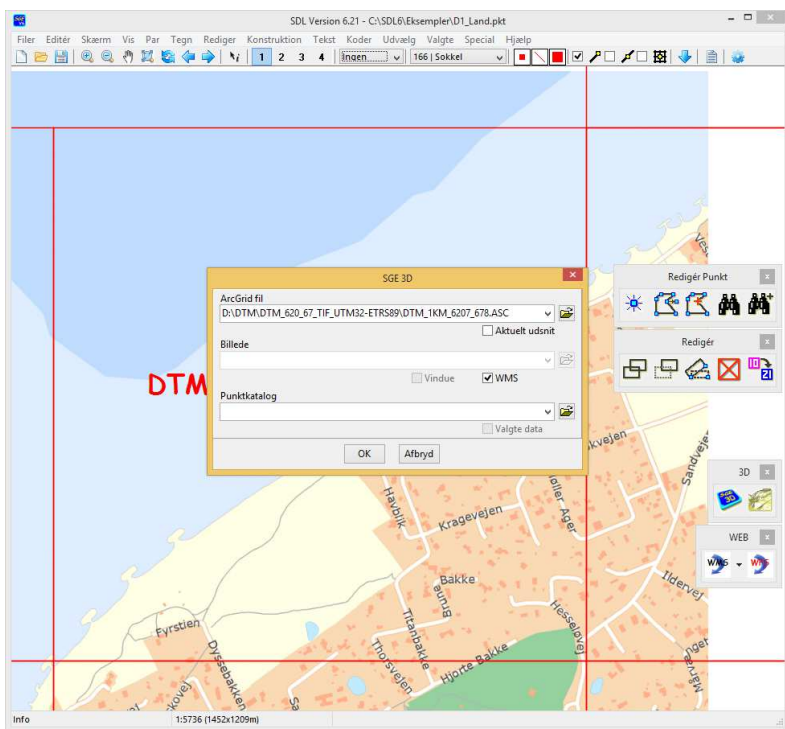 SDL Version 6.21 - C:\SDL6\Eksempler\D1_Land.pkt
Filer Editér Skærm Vis Par Tegn Rediger Konstruktion Tekst Koder Udvælg Valgte Special Hjælp
1 2 3 4 Ingen 166 | Sokkel
SGE 3D
ArcGrid fil
D:\DTM\DTM_620_67_TIF_UTM32-ETRS89\DTM_1KM_6207_678.ASC
Aktuelt udsnit
Billede
Vindue WMS
Punktkatalog
Valgte data
OK Afbryd
DTM
Redigér Punkt
Redigér
3D
WEB
WMS
Sandvejen
Havblik
Kragevejen
Bakke
Brune
Titanbakke
Hesseløvej
Ildervej
Fyrstien
Dyssebakken
Thorsvejen
Hjorte Bakke
Info 1:5736 (1452x1209m)